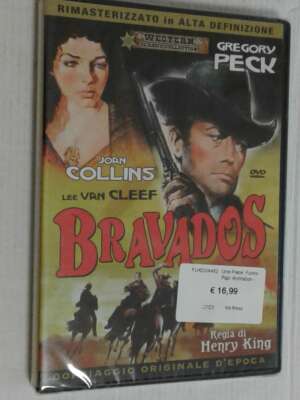 RIMASTERIZZATO in ALTA DEFINIZIONE
WESTERN
GREGORY
PECK
JOAN
COLLINS
DVD
LEE VAN CLEEF
BRAVADOS
€ 16,99
Regia di
Henry King
DOPPIAGGIO ORIGINALE D'EPOCA